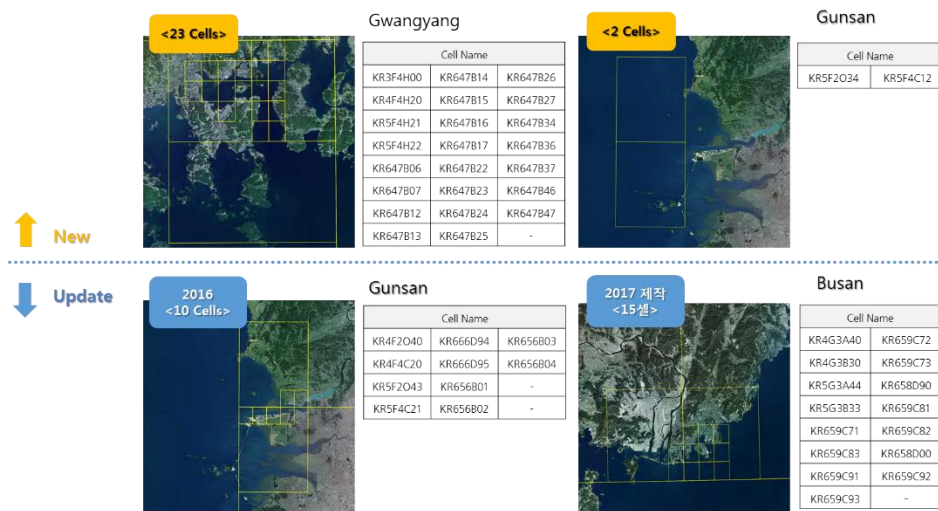 <23 Cells>
Gwangyang
Cell Name
KR3F4H00 KR647B14 KR647B26
KR4F4H20 KR647B15 KR647B27
KR5F4H21 KR647B16 KR647B34
KR5F4H22 KR647B17 KR647B36
KR647B06 KR647B22 KR647B37
KR647B07 KR647B23 KR647B46
KR647B12 KR647B24 KR647B47
KR647B13 KR647B25 -
<2 Cells>
Gunsan
Cell Name
KR5F2O34 KR5F4C12
New
Update
2016
<10 Cells>
Gunsan
Cell Name
KR4F2O40 KR666D94 KR656B03
KR4F4C20 KR666D95 KR656B04
KR5F2O43 KR656B01 -
KR5F4C21 KR656B02 -
2017 제작
<15셀>
Busan
Cell Name
KR4G3A40 KR659C72
KR4G3B30 KR659C73
KR5G3A44 KR658D90
KR5G3B33 KR659C81
KR659C71 KR659C82
KR659C83 KR658D00
KR659C91 KR659C92
KR659C93 -